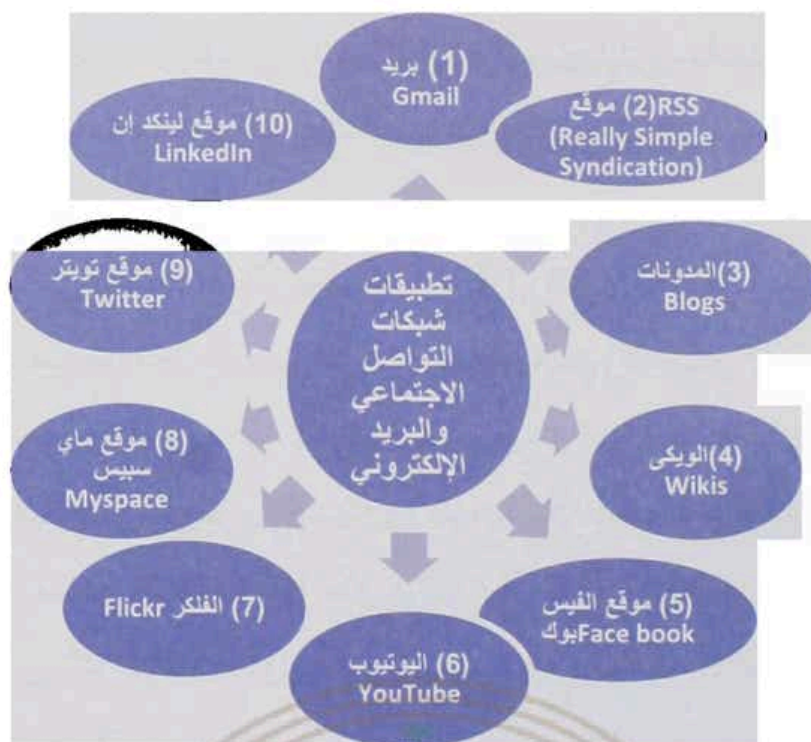 (1) بريد
Gmail
(2)RSS موقع
(Really Simple
Syndication)
(3)المدونات
Blogs
(4)الويكى
Wikis
(5) موقع الفيس
بوكFace book
(6) اليوتيوب
YouTube
(7) الفلكر Flickr
(8) موقع ماي
سبيس
Myspace
(9) موقع تويتر
Twitter
(10) موقع لينكد إن
LinkedIn
تطبيقات
شبكات
التواصل
الاجتماعي
والبريد
الإلكتروني